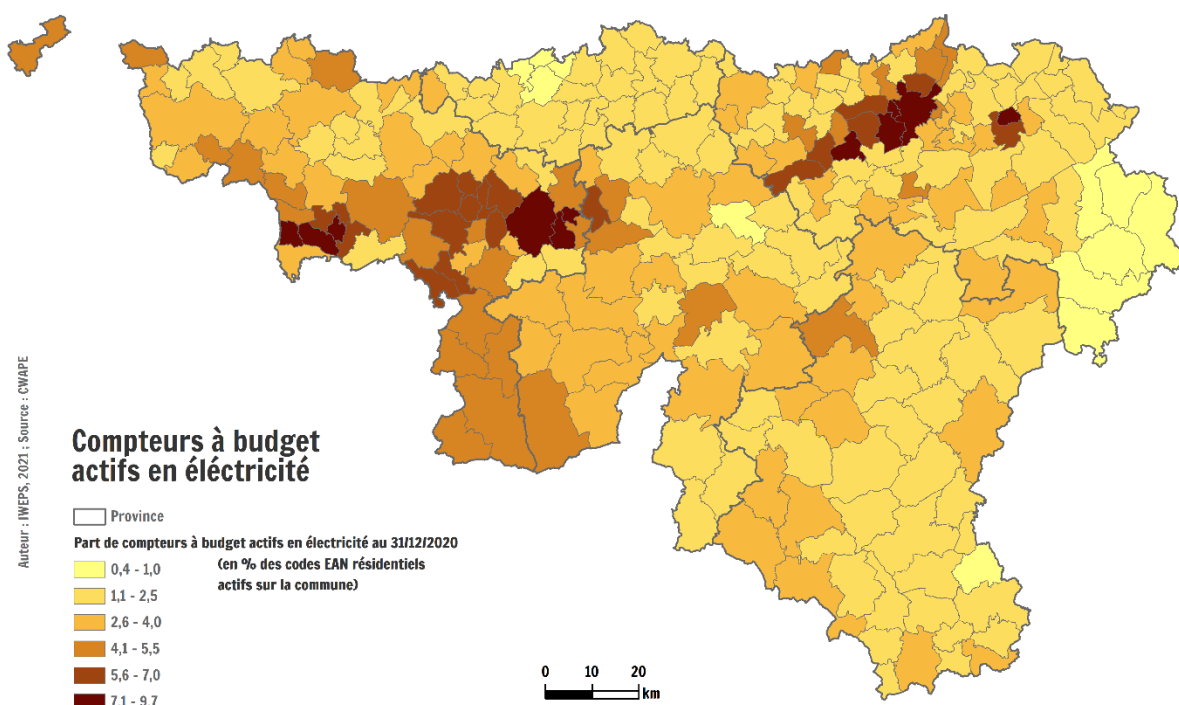 Compteurs à budget
actifs en éléctricité
Province
Part de compteurs à budget actifs en électricité au 31/12/2020
(en % des codes EAN résidentiels
actifs sur la commune)
0,4 - 1,0
1,1 - 2,5
2,6 - 4,0
4,1 - 5,5
5,6 - 7,0
7,1 - 9,7
Auteur : IWEPS, 2021 ; Source : CWAPE
0 10 20
km